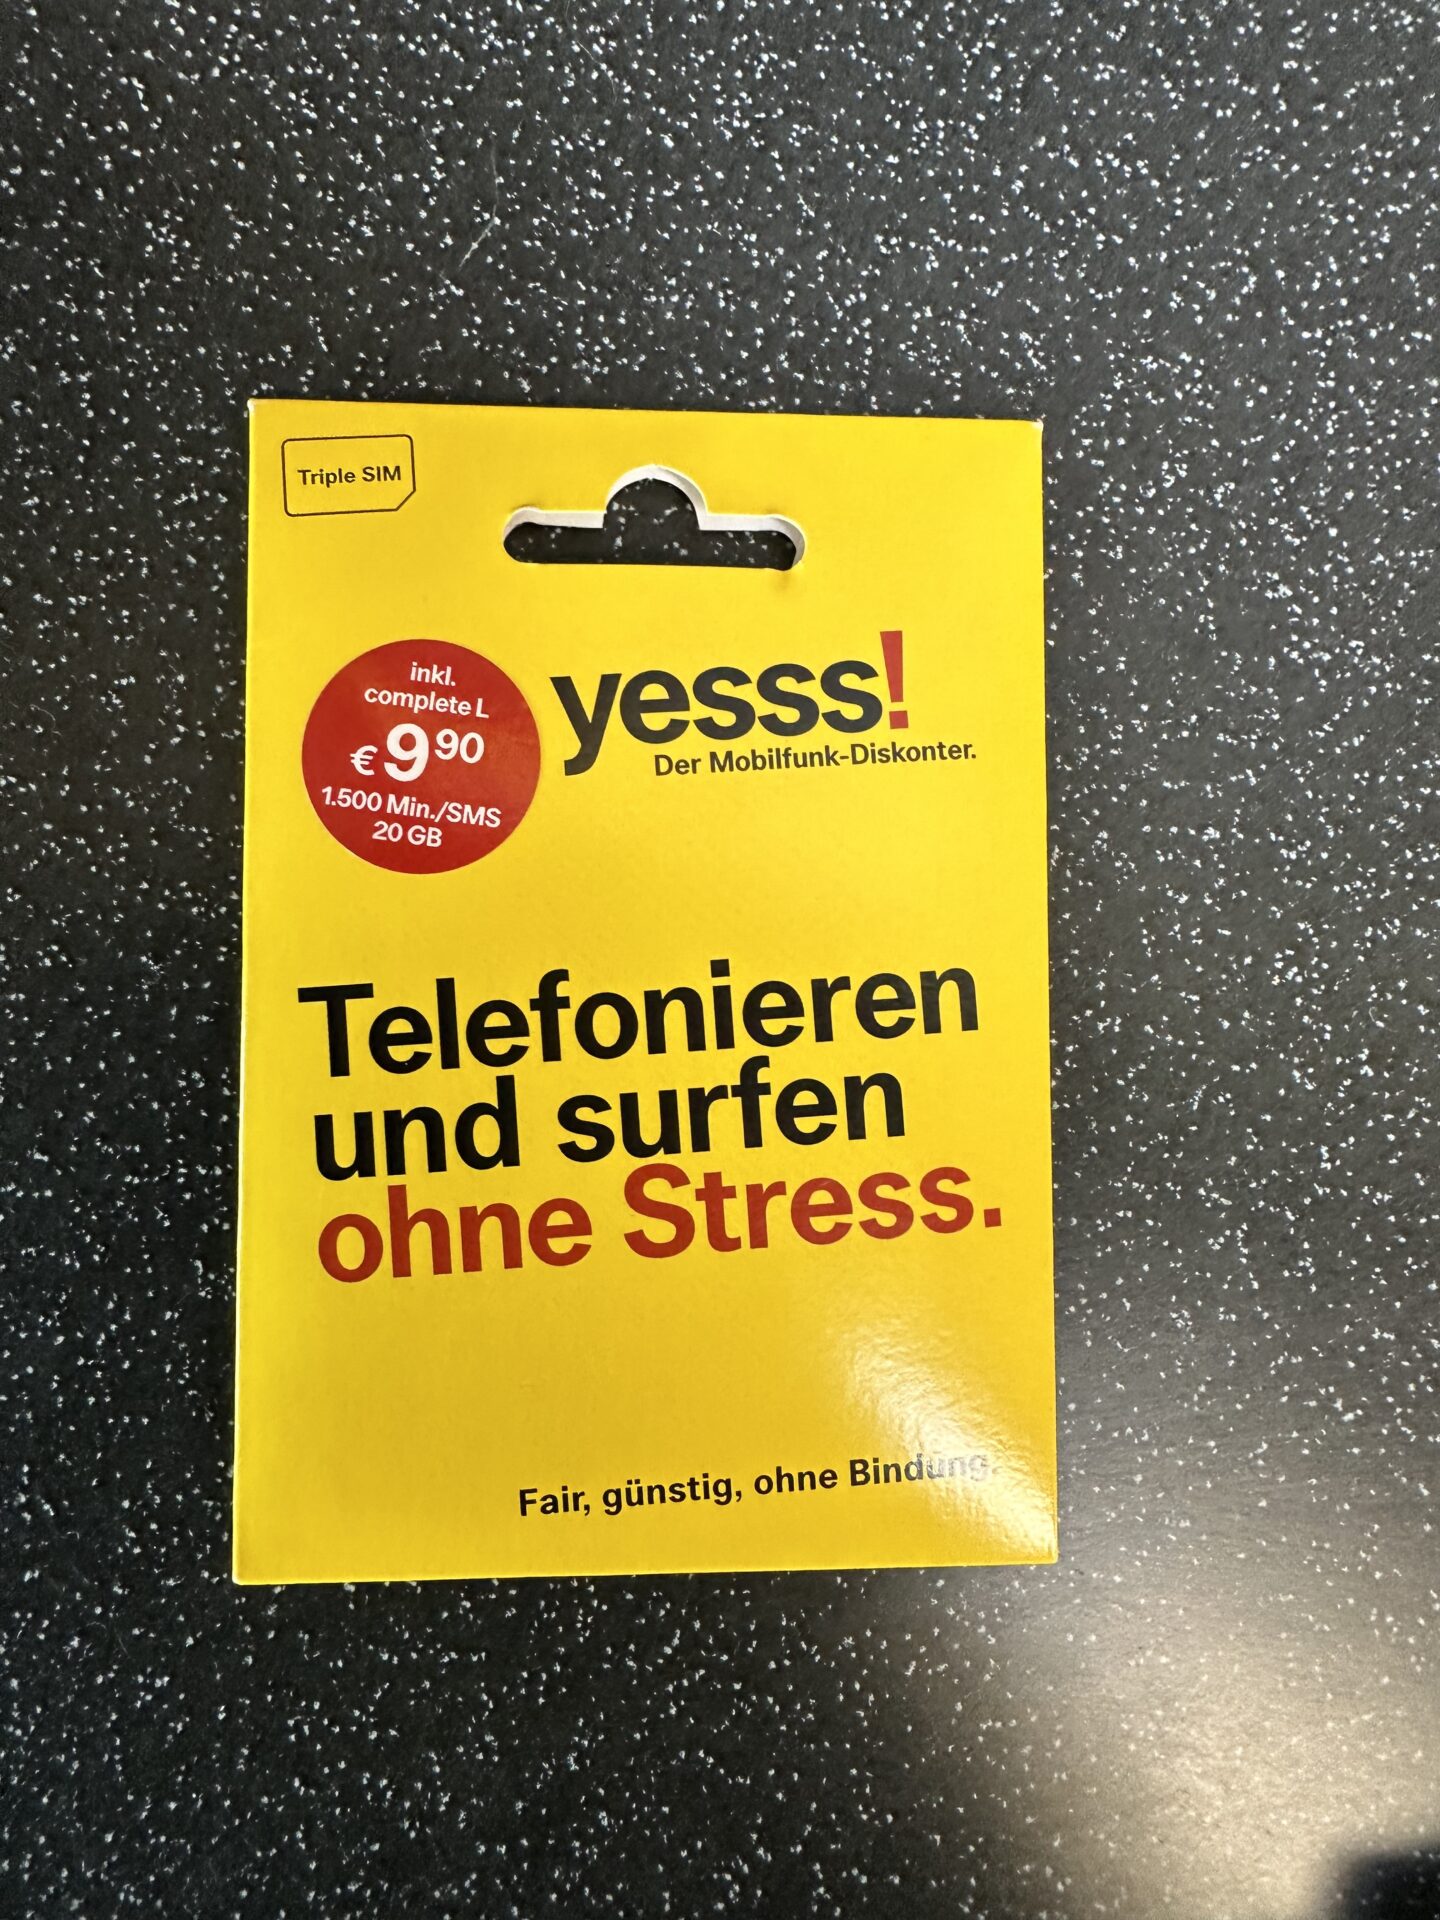 Triple SIM
inkl.
complete L
€ 9 90
1.500 Min./SMS
20 GB
yesss!
Der Mobilfunk-Diskonter.
Telefonieren
und surfen
ohne Stress.
Fair, günstig, ohne Bindung.